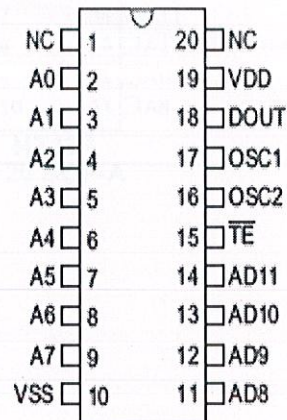 NC 1 20 NC
A0 2 19 VDD
A1 3 18 DOUT
A2 4 17 OSC1
A3 5 16 OSC2
A4 6 15 T̅E̅
A5 7 14 AD11
A6 8 13 AD10
A7 9 12 AD9
VSS 10 11 AD8